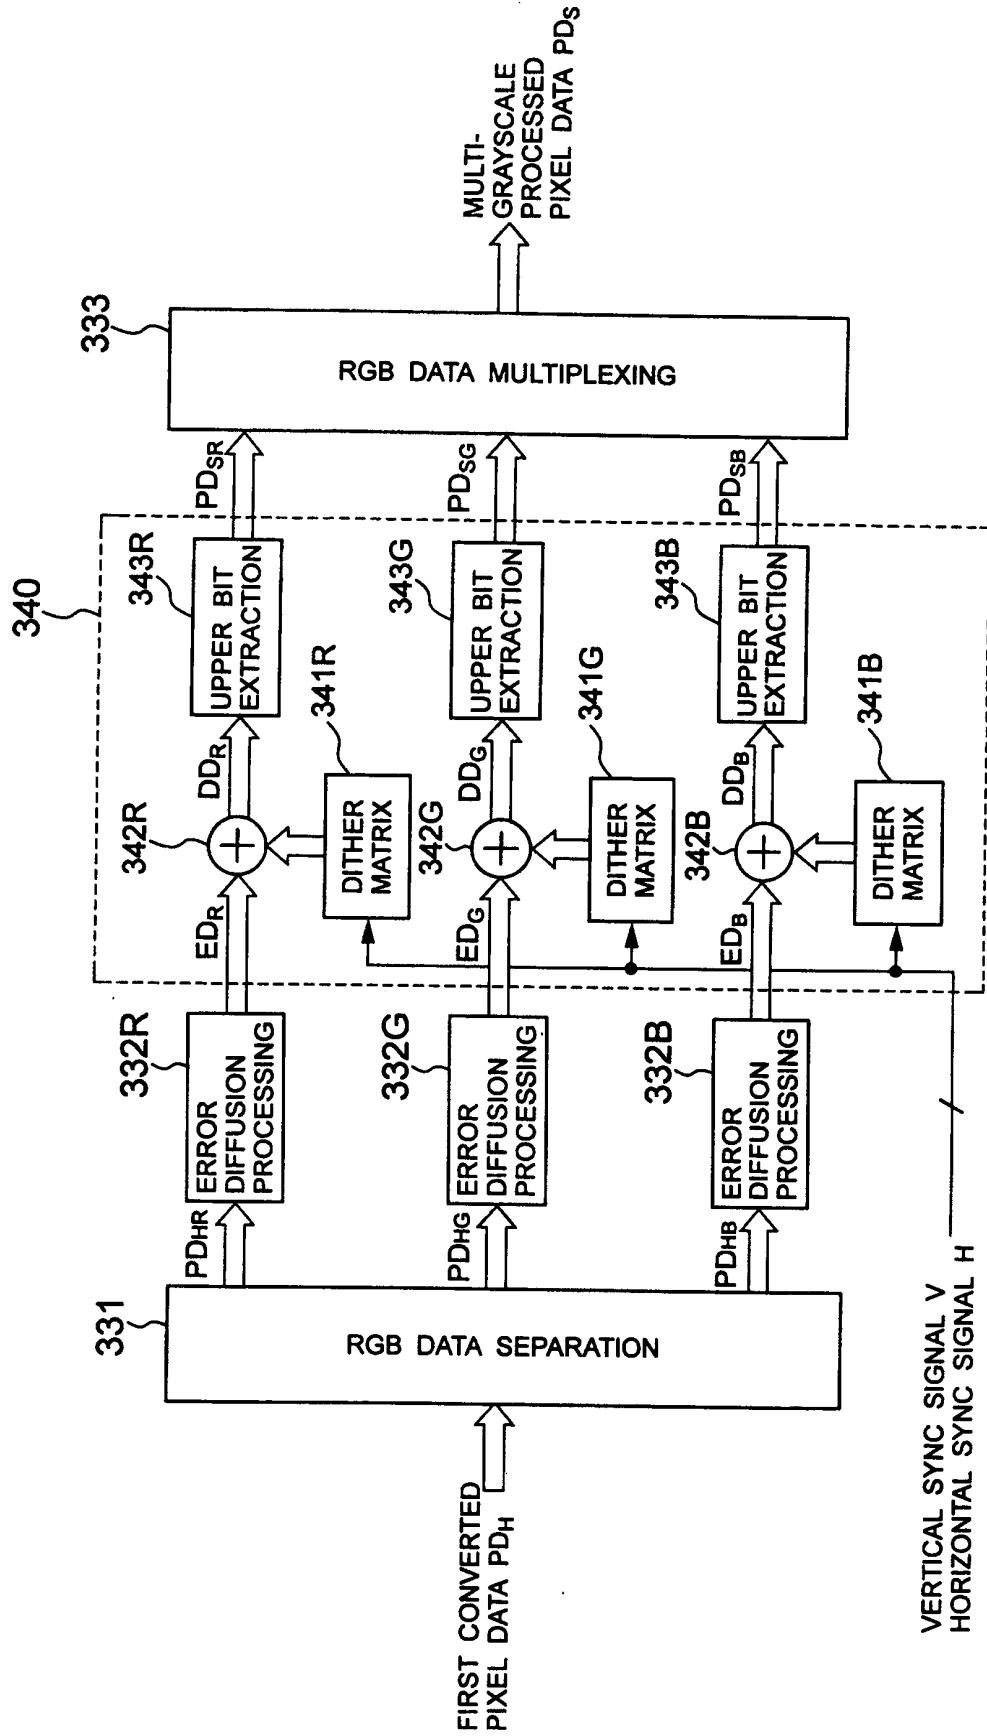 FIRST CONVERTED
PIXEL DATA PDH
331
RGB DATA SEPARATION
PDHR
PDHG
PDHB
332R
ERROR
DIFFUSION
PROCESSING
332G
ERROR
DIFFUSION
PROCESSING
332B
ERROR
DIFFUSION
PROCESSING
VERTICAL SYNC SIGNAL V
HORIZONTAL SYNC SIGNAL H
340
EDR
EDG
EDB
342R
+
342G
+
342B
+
DITHER
MATRIX
341R
DITHER
MATRIX
341G
DITHER
MATRIX
341B
DDR
DDG
DDB
343R
UPPER BIT
EXTRACTION
343G
UPPER BIT
EXTRACTION
343B
UPPER BIT
EXTRACTION
PDSR
PDSG
PDSB
333
RGB DATA MULTIPLEXING
MULTI-
GRAYSCALE
PROCESSED
PIXEL DATA PDS